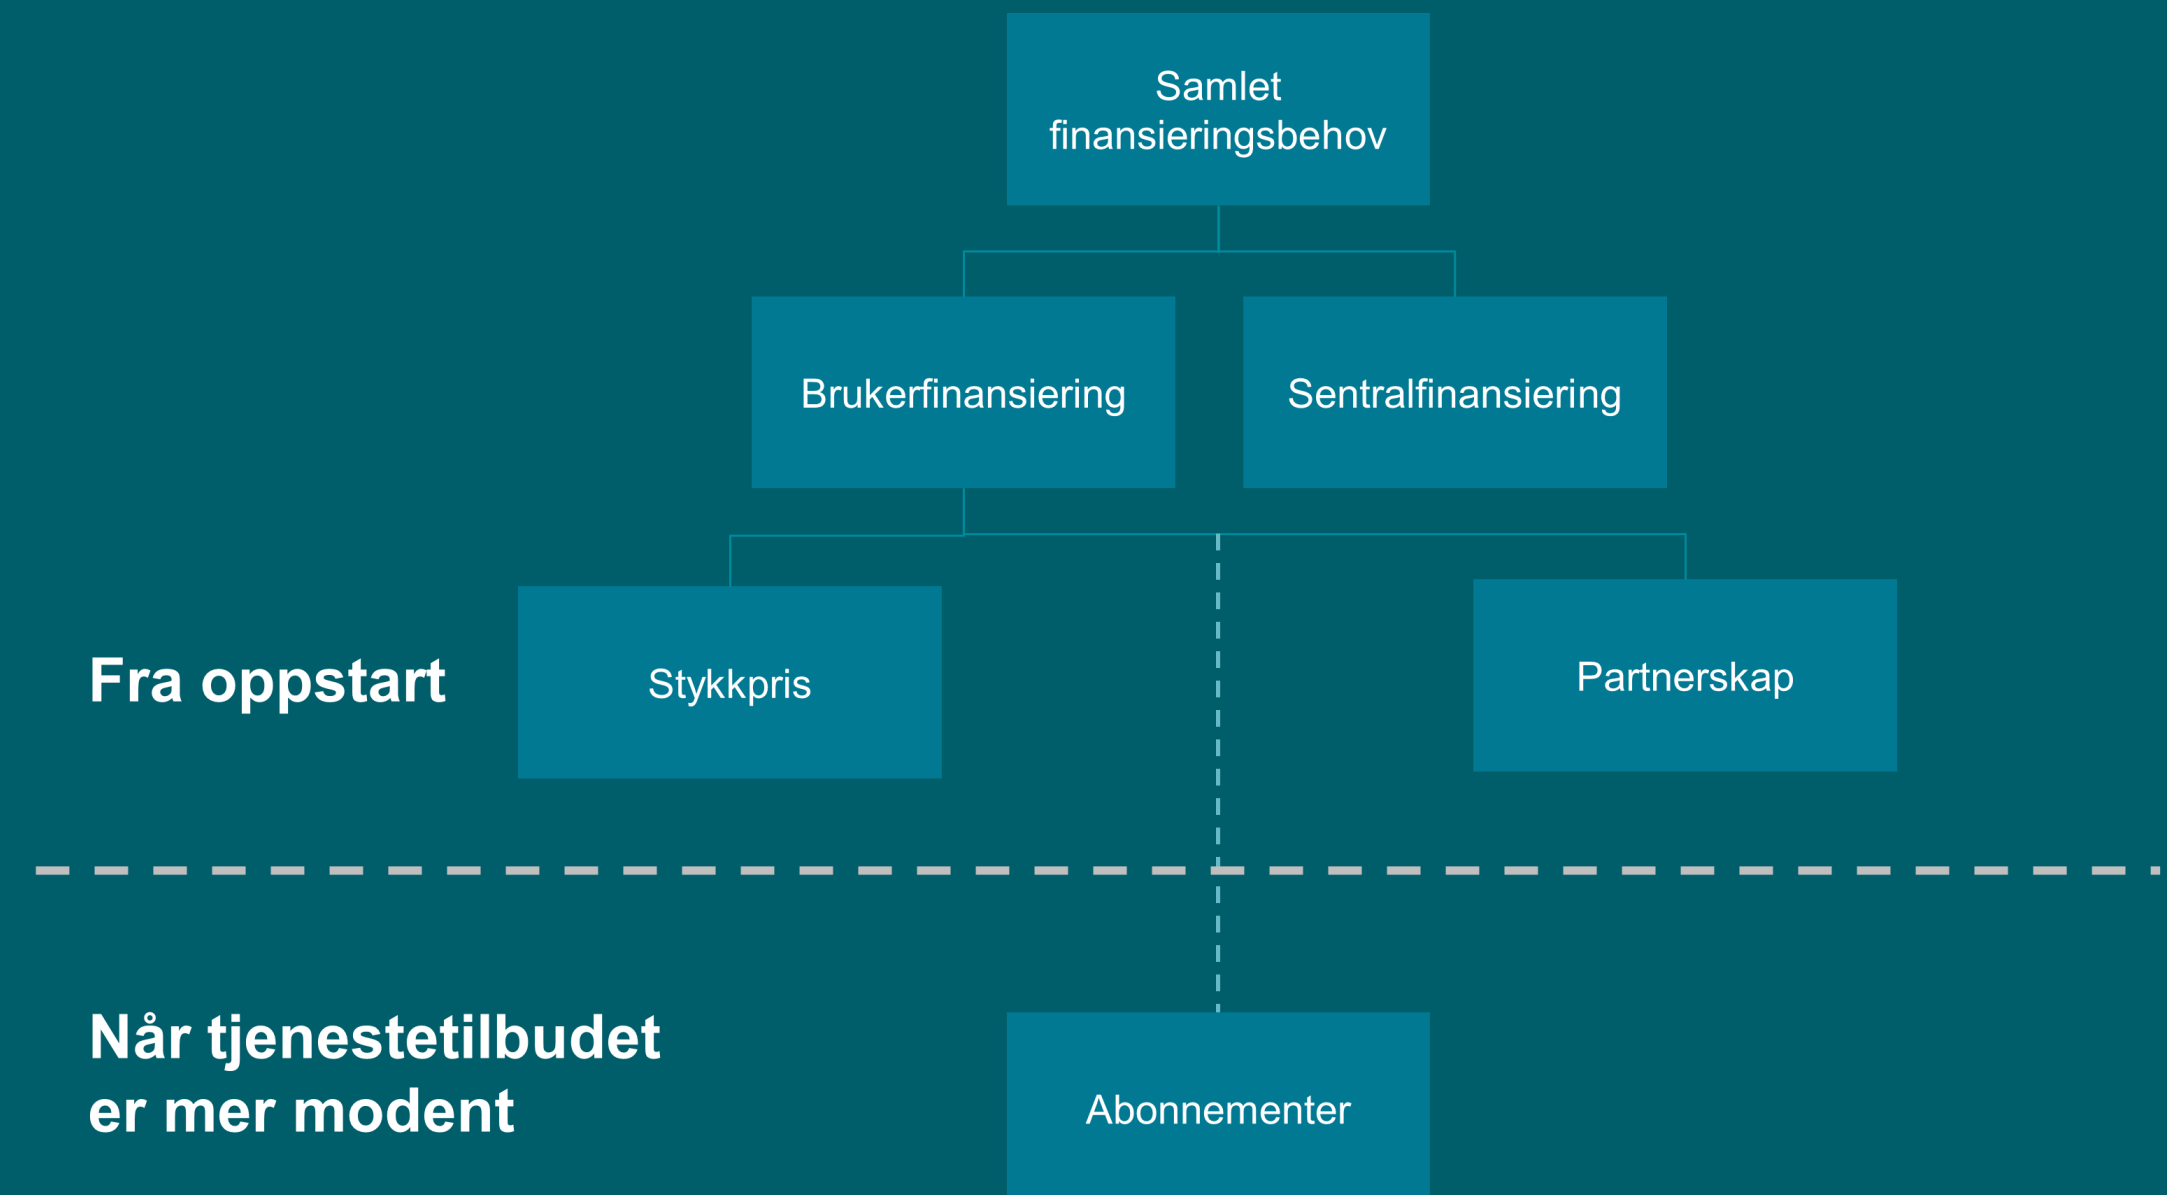 Samlet
finansieringsbehov
Brukerfinansiering
Sentralfinansiering
Fra oppstart
Stykkpris
Partnerskap
Når tjenestetilbudet
er mer modent
Abonnementer